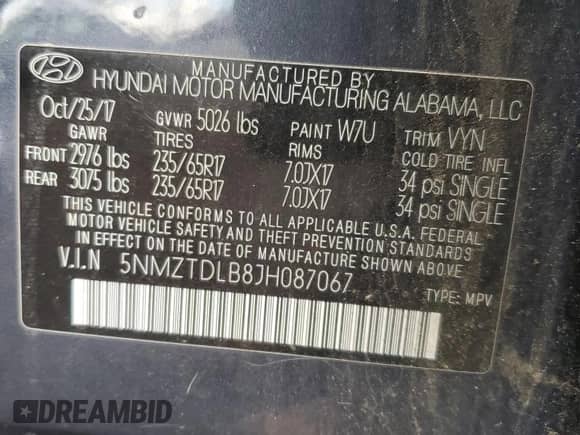 MANUFACTURED BY
HYUNDAI MOTOR MANUFACTURING ALABAMA, LLC
Oct/25/17 GVWR 5026 lbs PAINT W7U TRIM VYN
GAWR TIRES RIMS COLD TIRE INFL
FRONT 2976 lbs 235/65R17 7.0JX17 34 psi SINGLE
REAR 3075 lbs 235/65R17 7.0JX17 34 psi SINGLE
THIS VEHICLE CONFORMS TO ALL APPLICABLE U.S.A. FEDERAL
MOTOR VEHICLE SAFETY AND THEFT PREVENTION STANDARDS
IN EFFECT ON THE DATE OF MANUFACTURE SHOWN ABOVE.
V.I.N 5NMZTDLB8JH087067
TYPE: MPV
DREAMBID